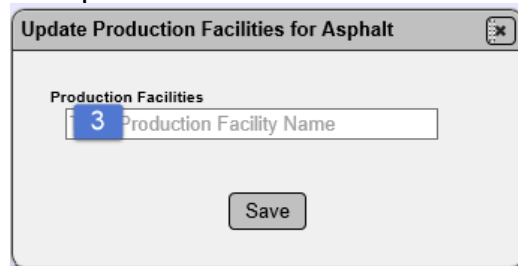 Update Production Facilities for Asphalt
Production Facilities
3 Production Facility Name
Save